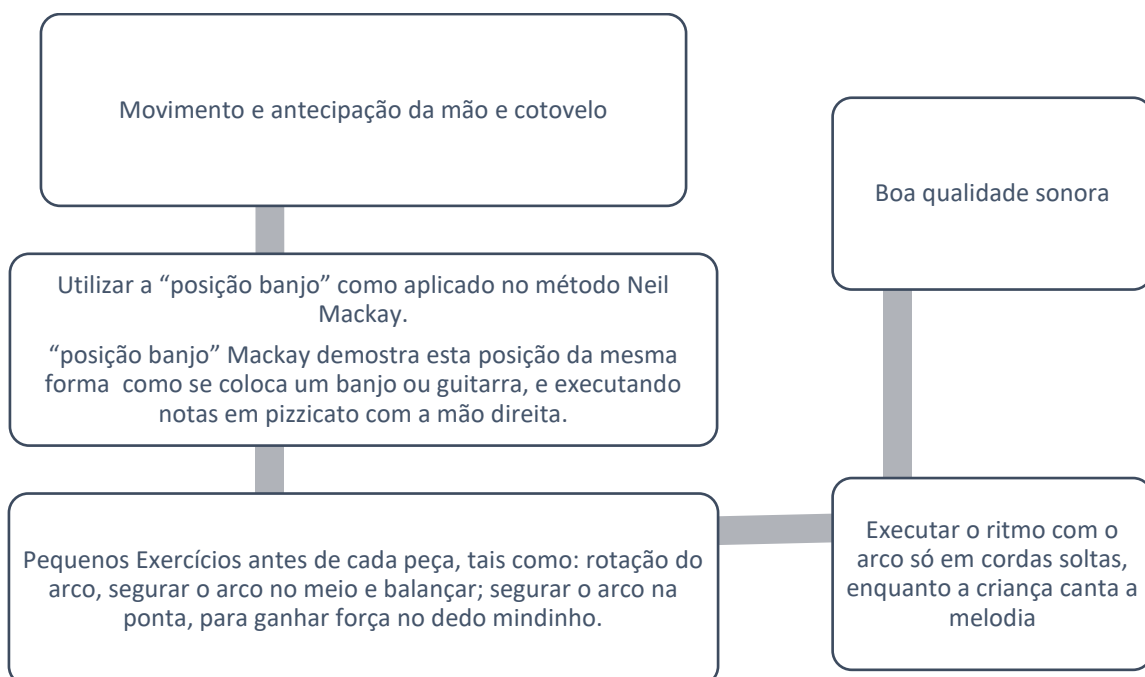 Movimento e antecipação da mão e cotovelo
Utilizar a “posição banjo” como aplicado no método Neil
Mackay.
“posição banjo” Mackay demostra esta posição da mesma
forma como se coloca um banjo ou guitarra, e executando
notas em pizzicato com a mão direita.
Pequenos Exercícios antes de cada peça, tais como: rotação do
arco, segurar o arco no meio e balançar; segurar o arco na
ponta, para ganhar força no dedo mindinho.
Executar o ritmo com o
arco só em cordas soltas,
enquanto a criança canta a
melodia
Boa qualidade sonora